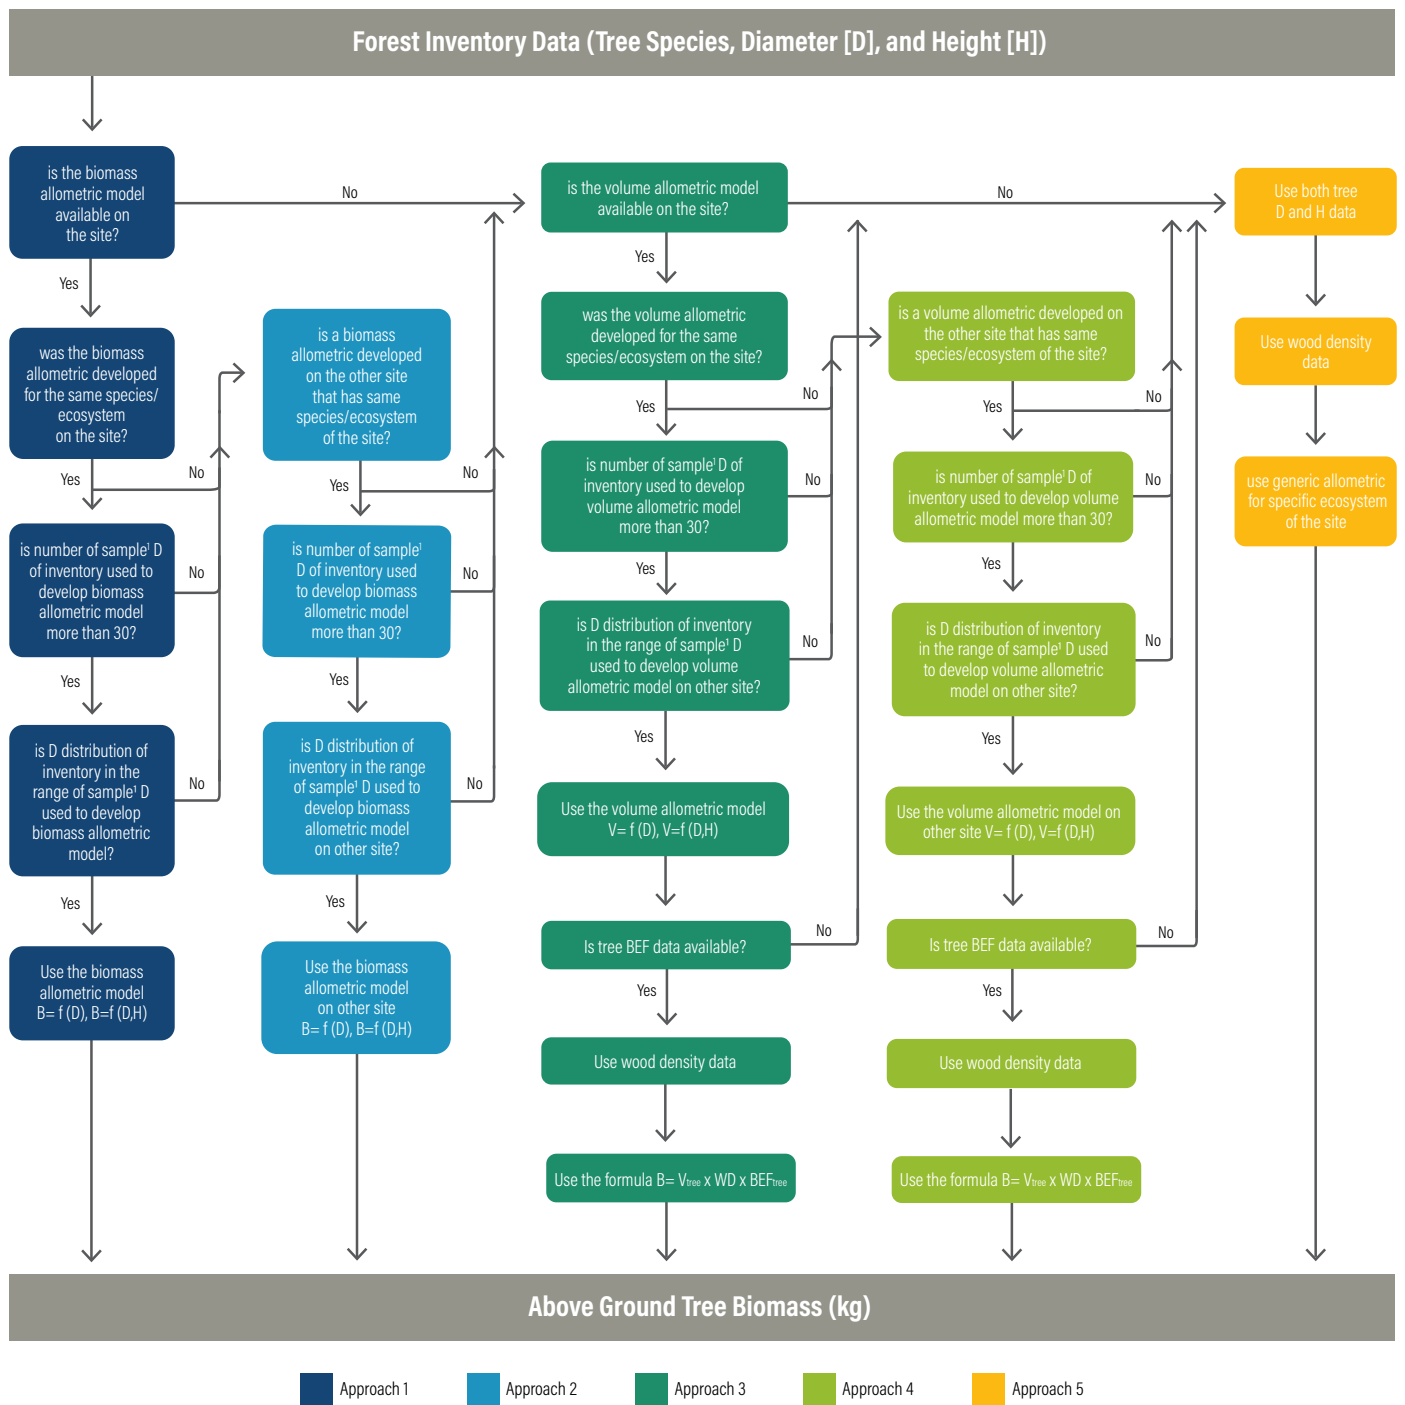 Forest Inventory Data (Tree Species, Diameter [D], and Height [H])
is the biomass
allometric model
available on
the site?
No
Yes
was the biomass
allometric developed
for the same species/
ecosystem
on the site?
Yes
No
is number of sample¹ D
of inventory used to
develop biomass
allometric model
more than 30?
No
Yes
is D distribution of
inventory in the
range of sample¹ D
used to develop
biomass allometric
model?
No
Yes
Use the biomass
allometric model
B= f (D), B=f (D,H)
is a biomass
allometric developed
on the other site
that has same
species/ecosystem
of the site?
No
Yes
is number of sample¹
D of inventory used
to develop biomass
allometric model
more than 30?
No
Yes
is D distribution of
inventory in the range
of sample¹ D used to
develop biomass
allometric model
on other site?
No
Yes
Use the biomass
allometric model
on other site
B= f (D), B=f (D,H)
is the volume allometric model
available on the site?
No
Yes
was the volume allometric
developed for the same
species/ecosystem on the site?
No
Yes
is number of sample¹ D of
inventory used to develop
volume allometric model
more than 30?
No
Yes
is D distribution of inventory
in the range of sample¹ D
used to develop volume
allometric model on other site?
No
Yes
Use the volume allometric model
V= f (D), V=f (D,H)
Is tree BEF data available?
No
Yes
Use wood density data
Use the formula B= Vtree x WD x BEFtree
is a volume allometric developed on
the other site that has same
species/ecosystem of the site?
No
Yes
is number of sample¹ D of
inventory used to develop volume
allometric model more than 30?
No
Yes
is D distribution of inventory
in the range of sample¹ D used
to develop volume allometric
model on other site?
No
Yes
Use the volume allometric model on
other site V= f (D), V=f (D,H)
Is tree BEF data available?
No
Yes
Use wood density data
Use the formula B= Vtree x WD x BEFtree
Use both tree
D and H data
Use wood density
data
use generic allometric
for specific ecosystem
of the site
Above Ground Tree Biomass (kg)
Approach 1
Approach 2
Approach 3
Approach 4
Approach 5